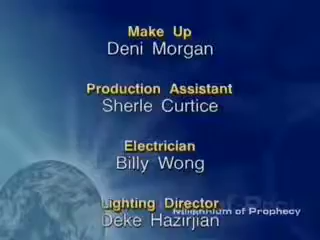 Make Up
Deni Morgan
Production Assistant
Sherle Curtice
Electrician
Billy Wong
Lighting Director
Millennium of Prophecy
Deke Hazirjian